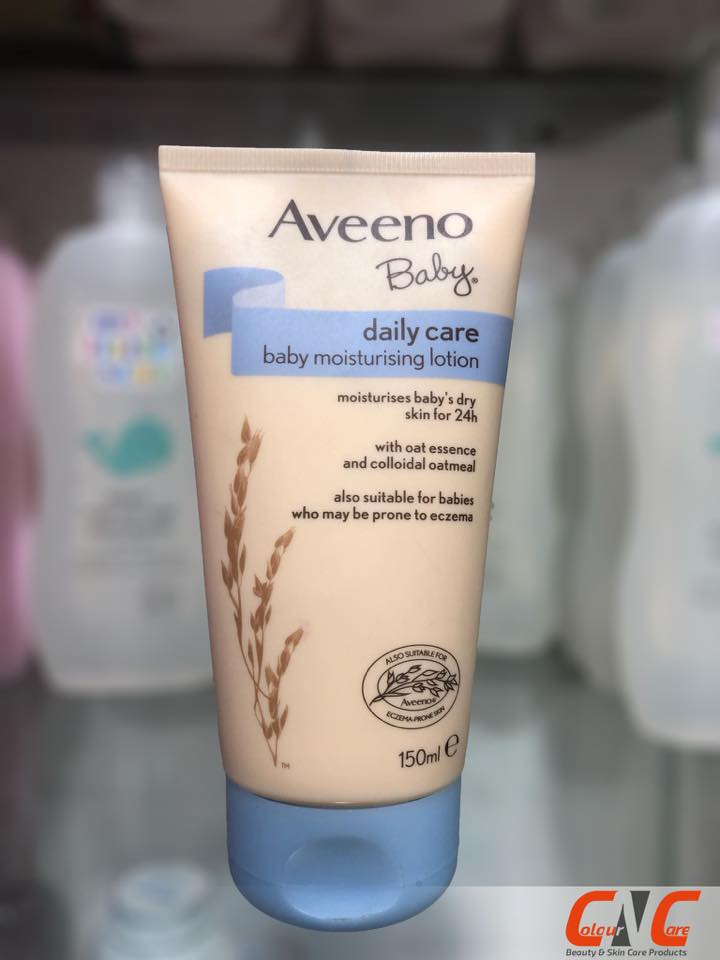 Aveeno
Baby®
daily care
baby moisturising lotion
moisturises baby's dry
skin for 24h
with oat essence
and colloidal oatmeal
also suitable for babies
who may be prone to eczema
ALSO SUITABLE FOR
Aveeno®
ECZEMA-PRONE SKIN
150ml ℮
TM
CNC
Colour Care
Beauty & Skin Care Products